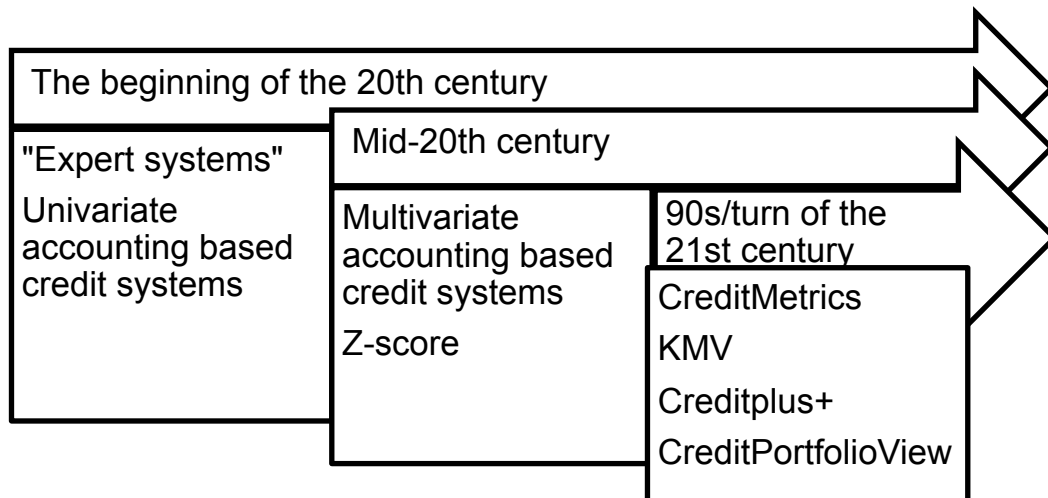 The beginning of the 20th century
"Expert systems"
Univariate
accounting based
credit systems
Mid-20th century
Multivariate
accounting based
credit systems
Z-score
90s/turn of the
21st century
CreditMetrics
KMV
Creditplus+
CreditPortfolioView